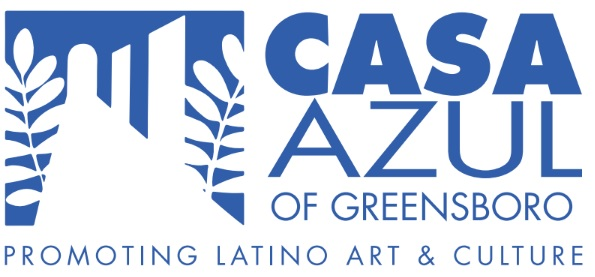 CASA
AZUL
OF GREENSBORO
PROMOTING LATINO ART & CULTURE